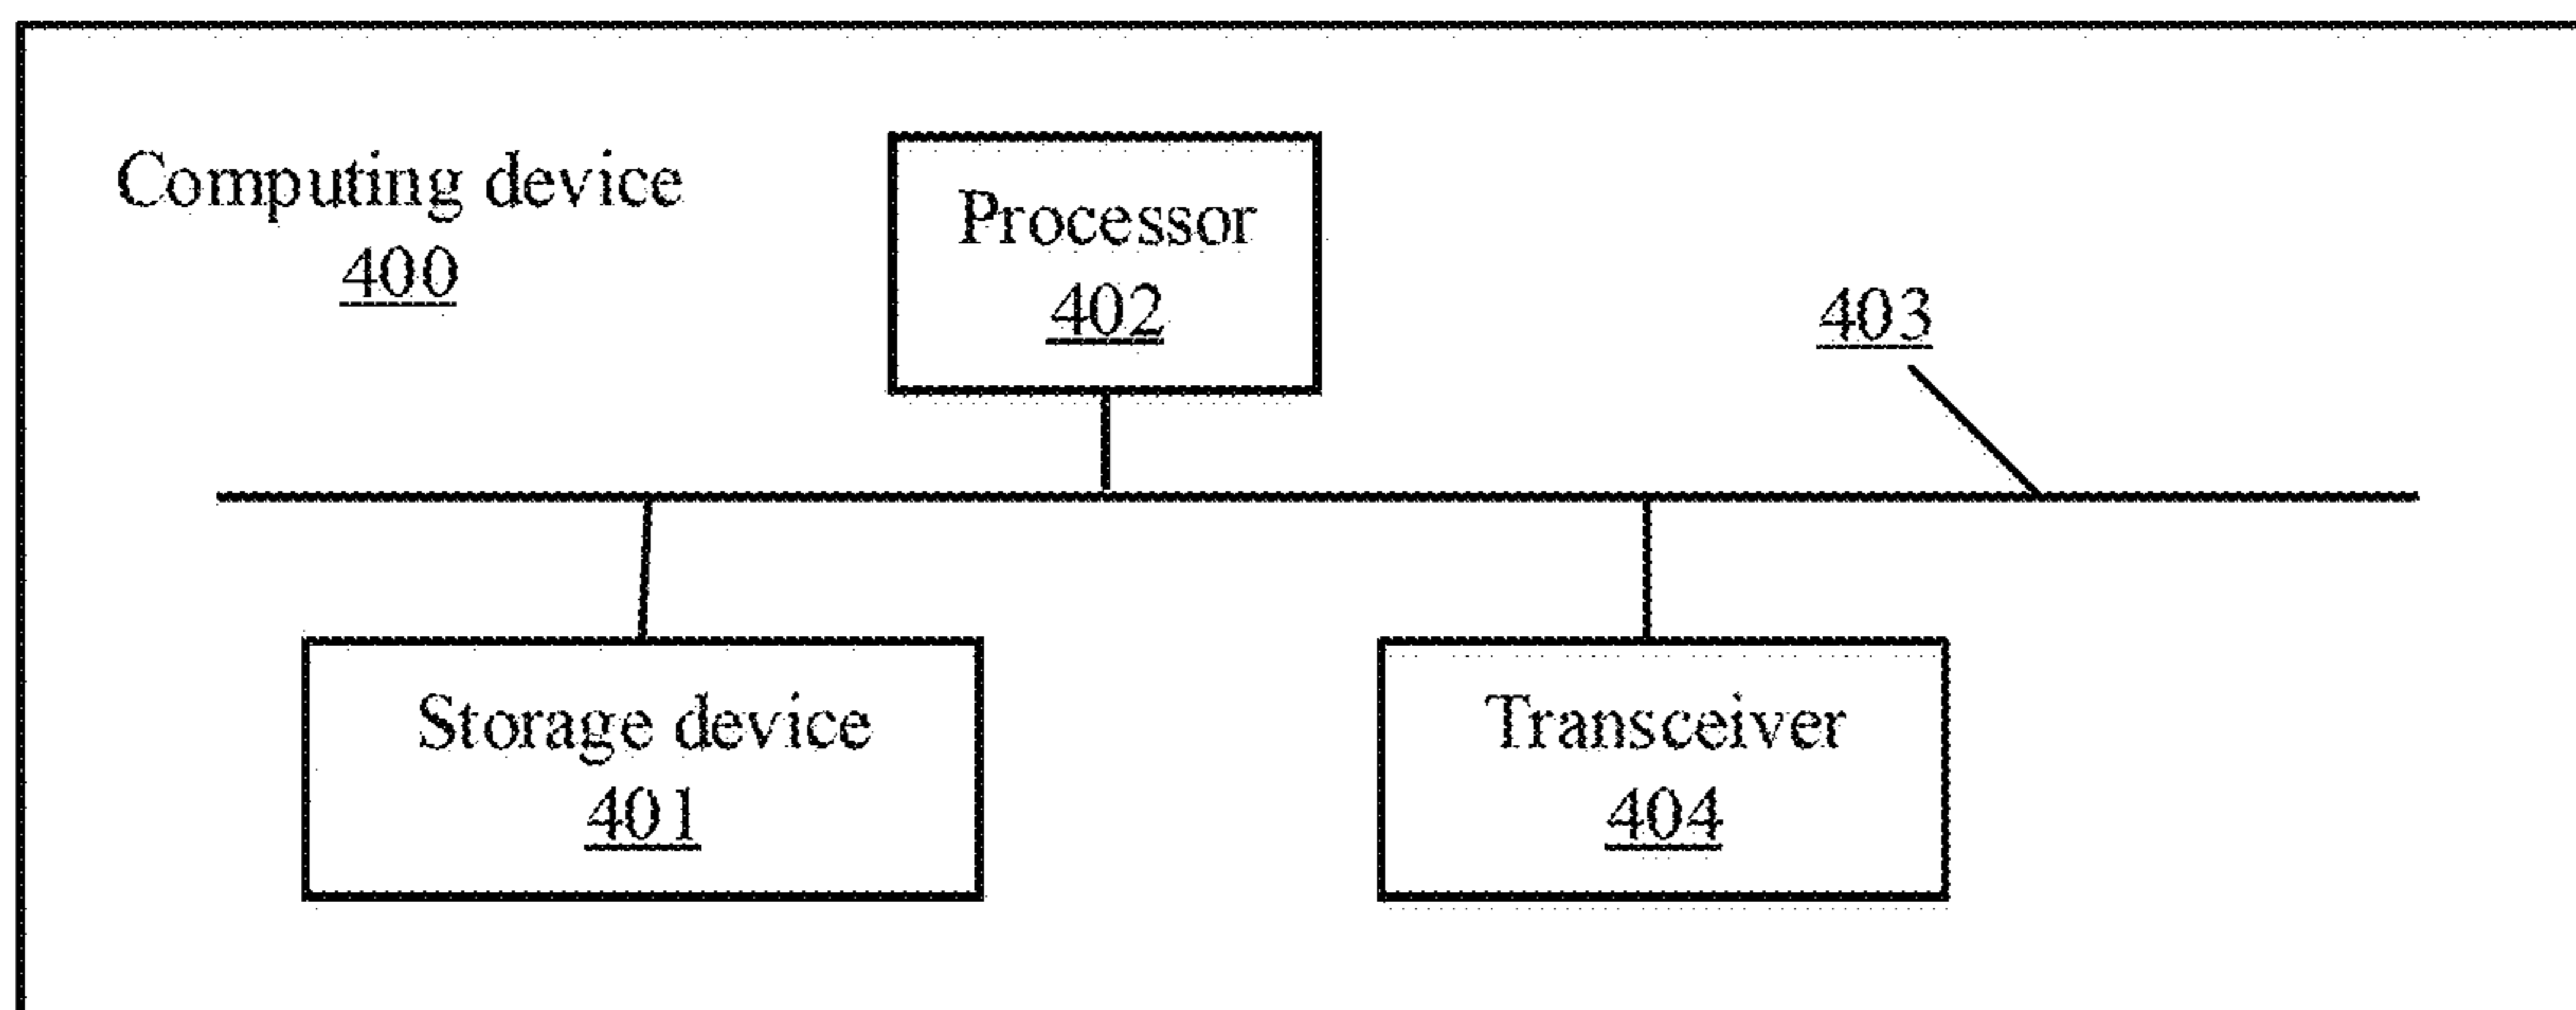 Computing device
400
Processor
402
403
Storage device
401
Transceiver
404